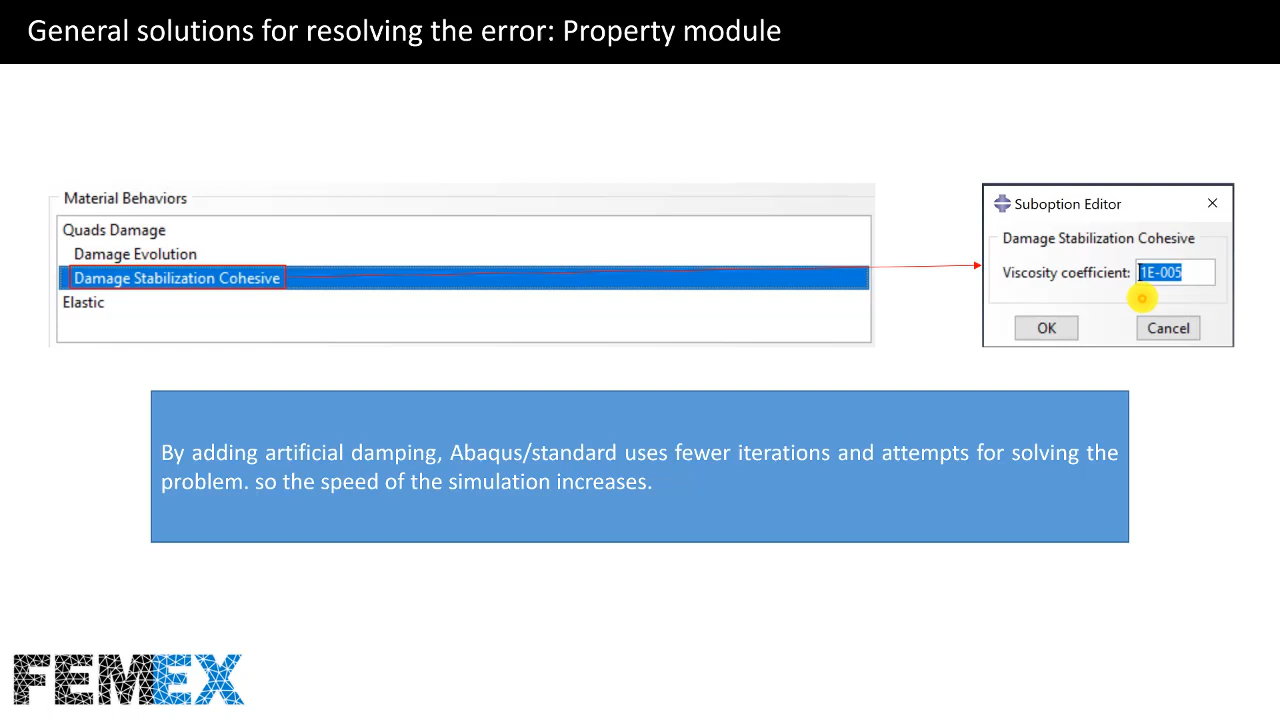 General solutions for resolving the error: Property module
Material Behaviors
Quads Damage
Damage Evolution
Damage Stabilization Cohesive
Elastic
Suboption Editor
Damage Stabilization Cohesive
Viscosity coefficient: 1E-005
OK Cancel
By adding artificial damping, Abaqus/standard uses fewer iterations and attempts for solving the
problem. so the speed of the simulation increases.
FEMEX